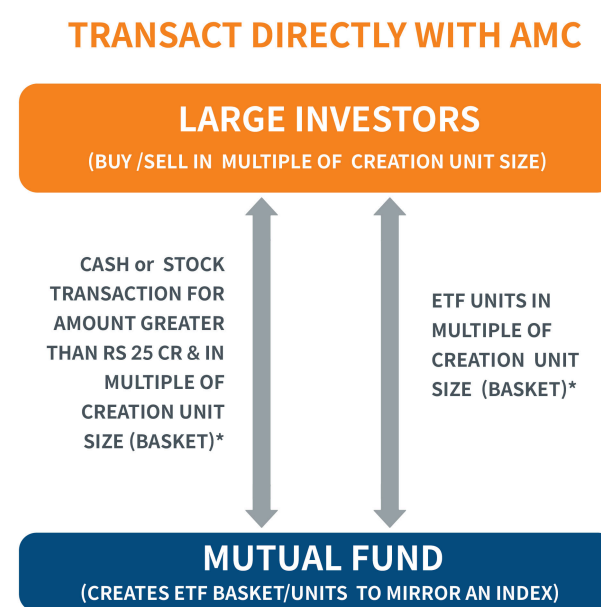 TRANSACT DIRECTLY WITH AMC
LARGE INVESTORS
(BUY /SELL IN MULTIPLE OF CREATION UNIT SIZE)
CASH or STOCK
TRANSACTION FOR
AMOUNT GREATER
THAN RS 25 CR & IN
MULTIPLE OF
CREATION UNIT
SIZE (BASKET)*
ETF UNITS IN
MULTIPLE OF
CREATION UNIT
SIZE (BASKET)*
MUTUAL FUND
(CREATES ETF BASKET/UNITS TO MIRROR AN INDEX)